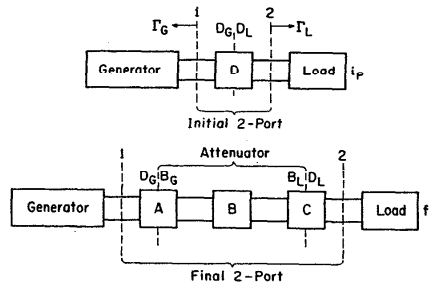 1 2
Γ_G D_G D_L Γ_L
Generator D Load i_p
Initial 2-Port
Attenuator
1 2
D_G B_G B_L D_L
Generator A B C Load f
Final 2-Port